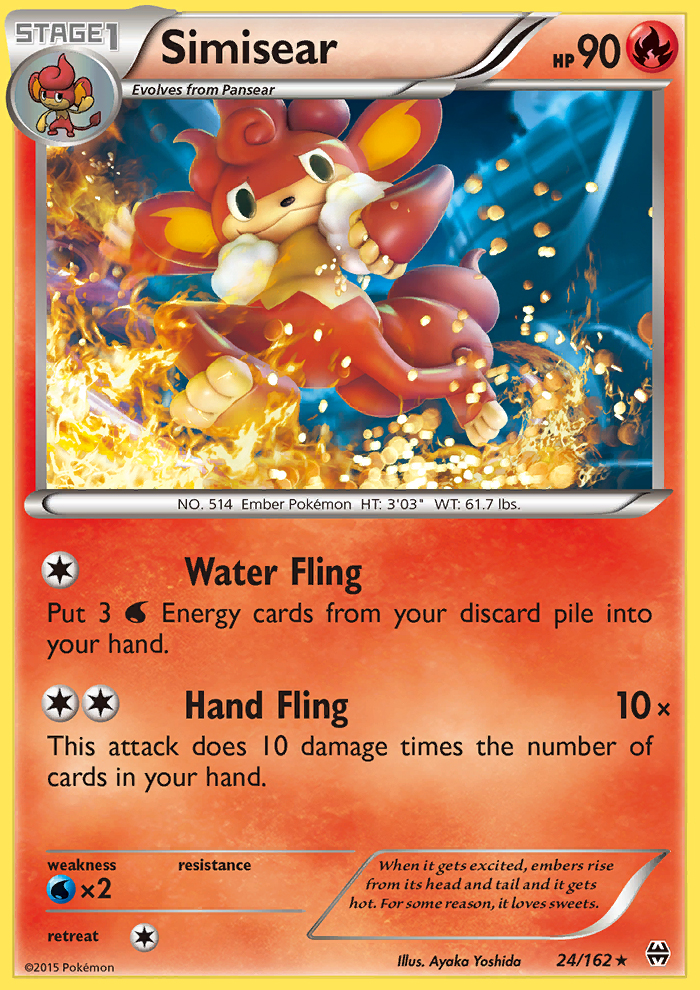 STAGE1
Simisear
HP 90
Evolves from Pansear
NO. 514 Ember Pokémon HT: 3'03" WT: 61.7 lbs.
Water Fling
Put 3 Energy cards from your discard pile into
your hand.
Hand Fling 10×
This attack does 10 damage times the number of
cards in your hand.
weakness resistance
×2
When it gets excited, embers rise
from its head and tail and it gets
hot. For some reason, it loves sweets.
retreat
Illus. Ayaka Yoshida 24/162 ★
©2015 Pokémon